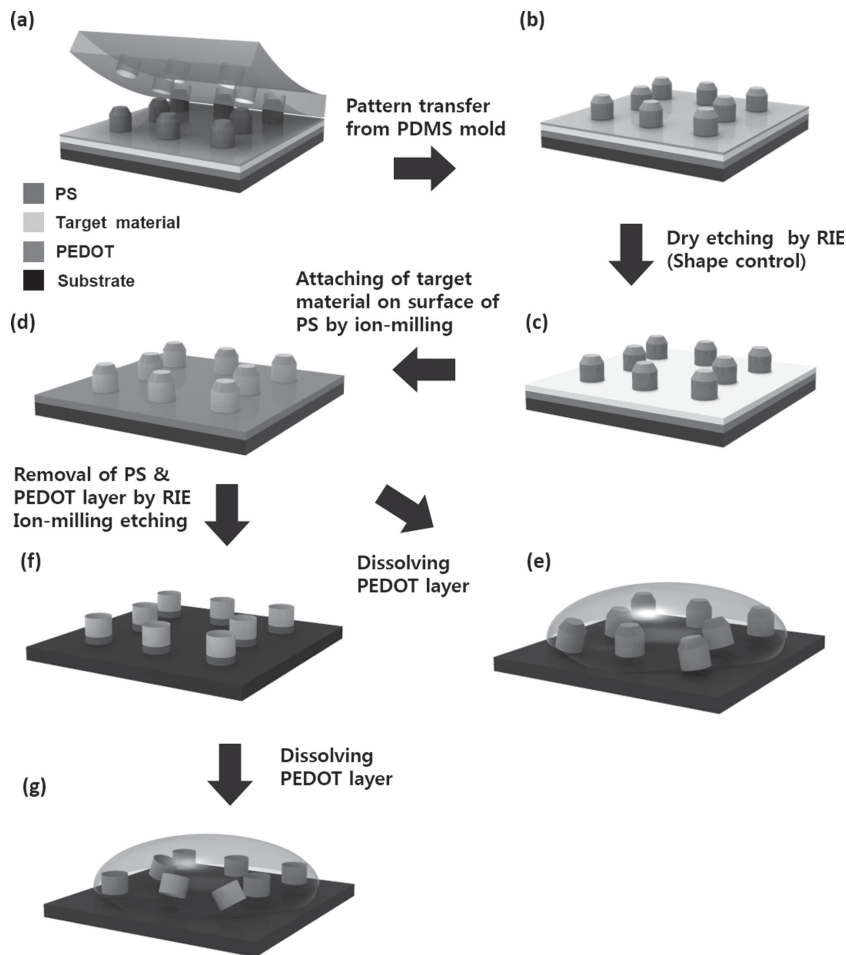 (a)
(b)
Pattern transfer
from PDMS mold
PS
Target material
PEDOT
Substrate
Dry etching by RIE
(Shape control)
Attaching of target
material on surface of
PS by ion-milling
(d)
(c)
Removal of PS &
PEDOT layer by RIE
Ion-milling etching
Dissolving
PEDOT layer
(f)
(e)
Dissolving
PEDOT layer
(g)